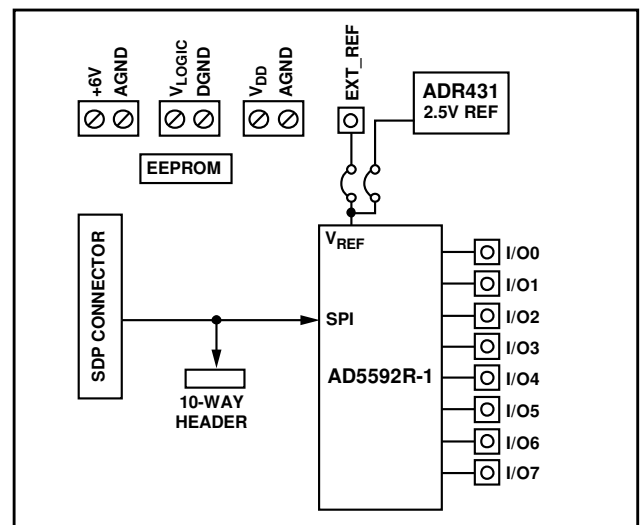 +6V
AGND
VLOGIC
DGND
VDD
AGND
EXT_REF
ADR431
2.5V REF
EEPROM
SDP CONNECTOR
10-WAY
HEADER
VREF
SPI
AD5592R-1
I/O0
I/O1
I/O2
I/O3
I/O4
I/O5
I/O6
I/O7